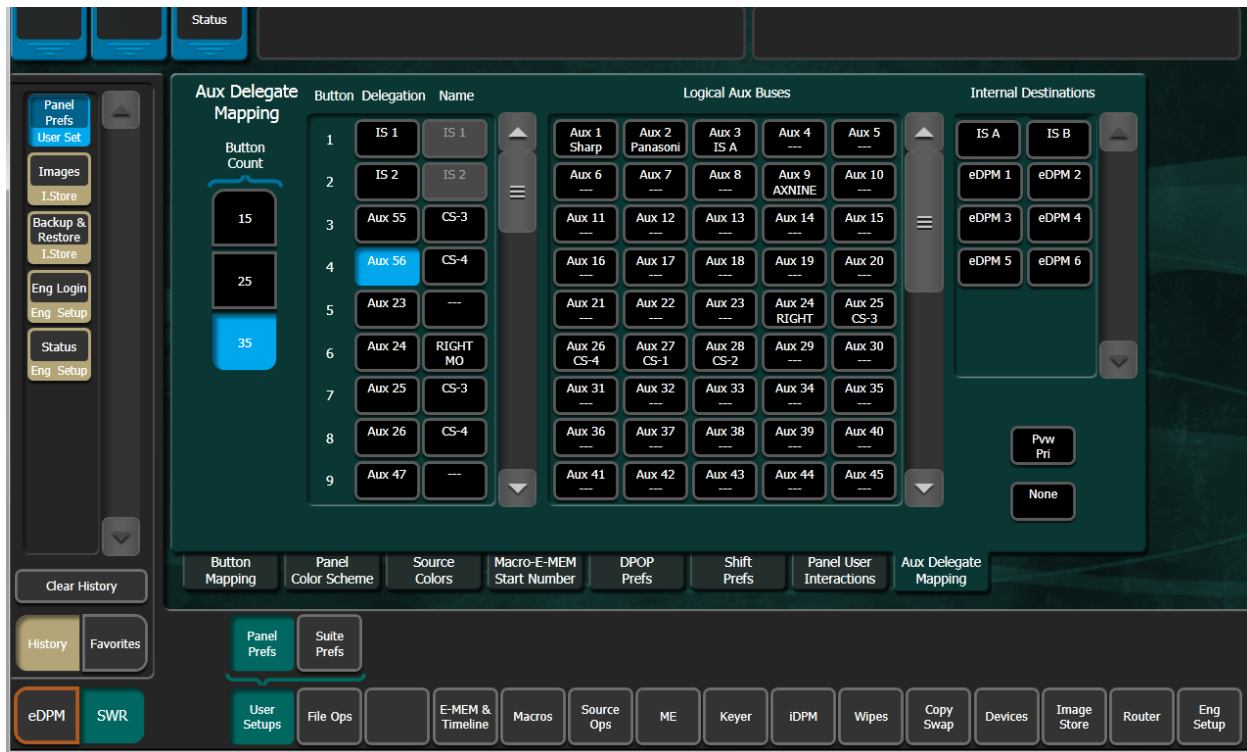 Status
Panel
Prefs
User Set
Images
I.Store
Backup &
Restore
I.Store
Eng Login
Eng Setup
Status
Eng Setup
Clear History
History Favorites
eDPM SWR
Aux Delegate
Mapping
Button
Count
15
25
35
Button Delegation Name
1 IS 1 IS 1
2 IS 2 IS 2
3 Aux 55 CS-3
4 Aux 56 CS-4
5 Aux 23 ---
6 Aux 24 RIGHT
MO
7 Aux 25 CS-3
8 Aux 26 CS-4
9 Aux 47 ---
Logical Aux Buses
Aux 1 Aux 2 Aux 3 Aux 4 Aux 5
Sharp Panasoni IS A --- ---
Aux 6 Aux 7 Aux 8 Aux 9 Aux 10
--- --- --- AXNINE ---
Aux 11 Aux 12 Aux 13 Aux 14 Aux 15
--- --- --- --- ---
Aux 16 Aux 17 Aux 18 Aux 19 Aux 20
--- --- --- --- ---
Aux 21 Aux 22 Aux 23 Aux 24 Aux 25
--- --- --- RIGHT CS-3
Aux 26 Aux 27 Aux 28 Aux 29 Aux 30
CS-4 CS-1 CS-2 --- ---
Aux 31 Aux 32 Aux 33 Aux 34 Aux 35
--- --- --- --- ---
Aux 36 Aux 37 Aux 38 Aux 39 Aux 40
--- --- --- --- ---
Aux 41 Aux 42 Aux 43 Aux 44 Aux 45
--- --- --- --- ---
Internal Destinations
IS A IS B
eDPM 1 eDPM 2
eDPM 3 eDPM 4
eDPM 5 eDPM 6
Pvw
Pri
None
Button Panel Source Macro-E-MEM DPOP Shift Panel User Aux Delegate
Mapping Color Scheme Colors Start Number Prefs Prefs Interactions Mapping
Panel Suite
Prefs Prefs
User
Setups
File Ops
E-MEM &
Timeline
Macros
Source
Ops
ME
Keyer
iDPM
Wipes
Copy
Swap
Devices
Image
Store
Router
Eng
Setup